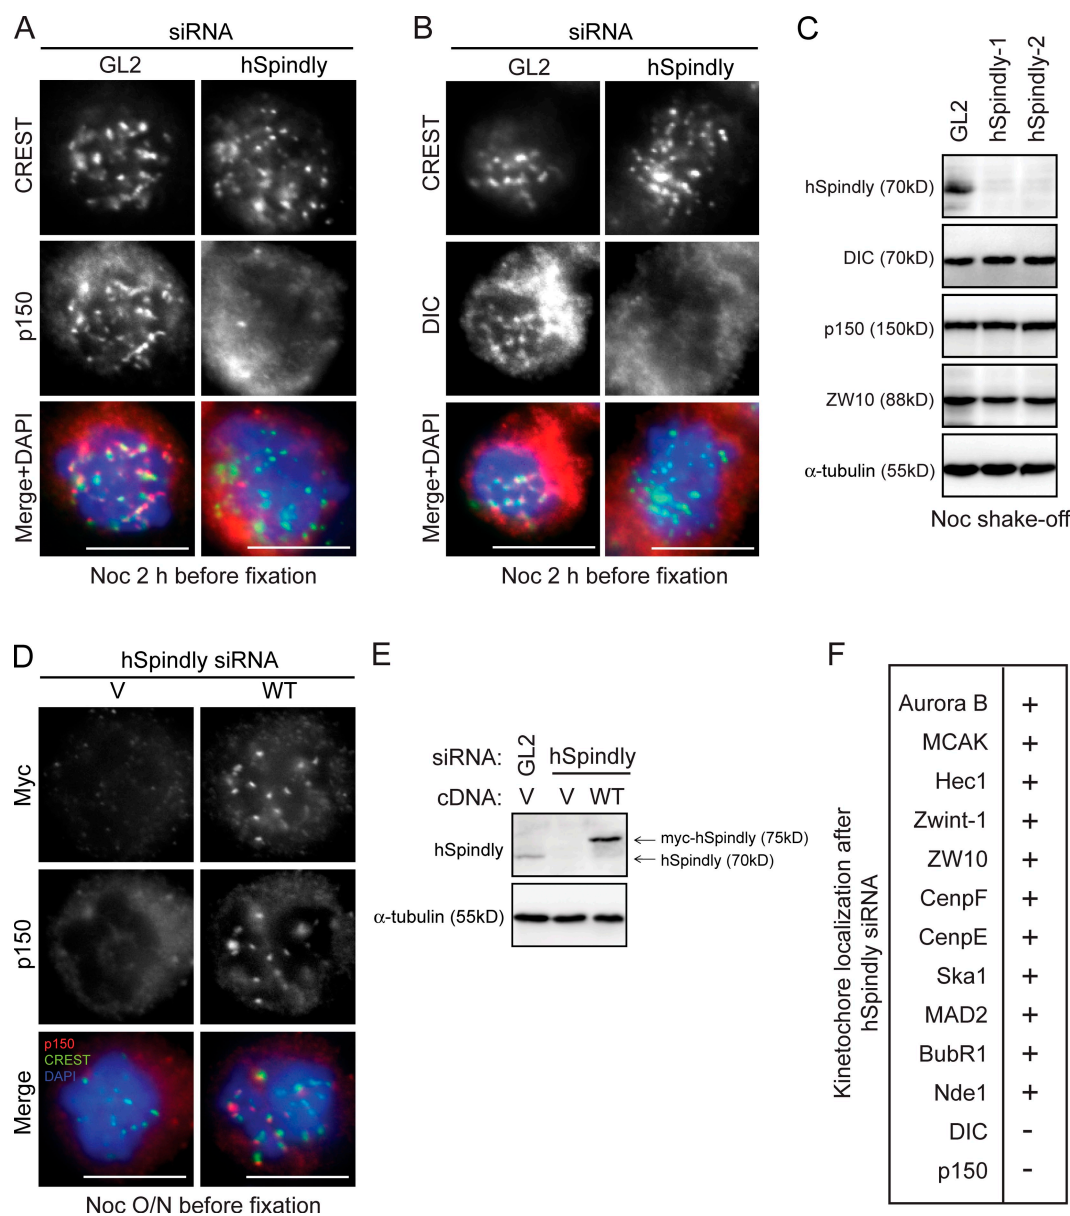 A
siRNA
GL2
hSpindly
CREST
p150
Merge+DAPI
Noc 2 h before fixation
B
siRNA
GL2
hSpindly
CREST
DIC
Merge+DAPI
Noc 2 h before fixation
C
GL2
hSpindly-1
hSpindly-2
hSpindly (70kD)
DIC (70kD)
p150 (150kD)
ZW10 (88kD)
α-tubulin (55kD)
Noc shake-off
D
hSpindly siRNA
V
WT
Myc
p150
Merge
p150
CREST
DAPI
Noc O/N before fixation
E
siRNA:
GL2
hSpindly
cDNA:
V
V
WT
hSpindly
myc-hSpindly (75kD)
hSpindly (70kD)
α-tubulin (55kD)
F
Kinetochore localization after
hSpindly siRNA
Aurora B +
MCAK +
Hec1 +
Zwint-1 +
ZW10 +
CenpF +
CenpE +
Ska1 +
MAD2 +
BubR1 +
Nde1 +
DIC -
p150 -